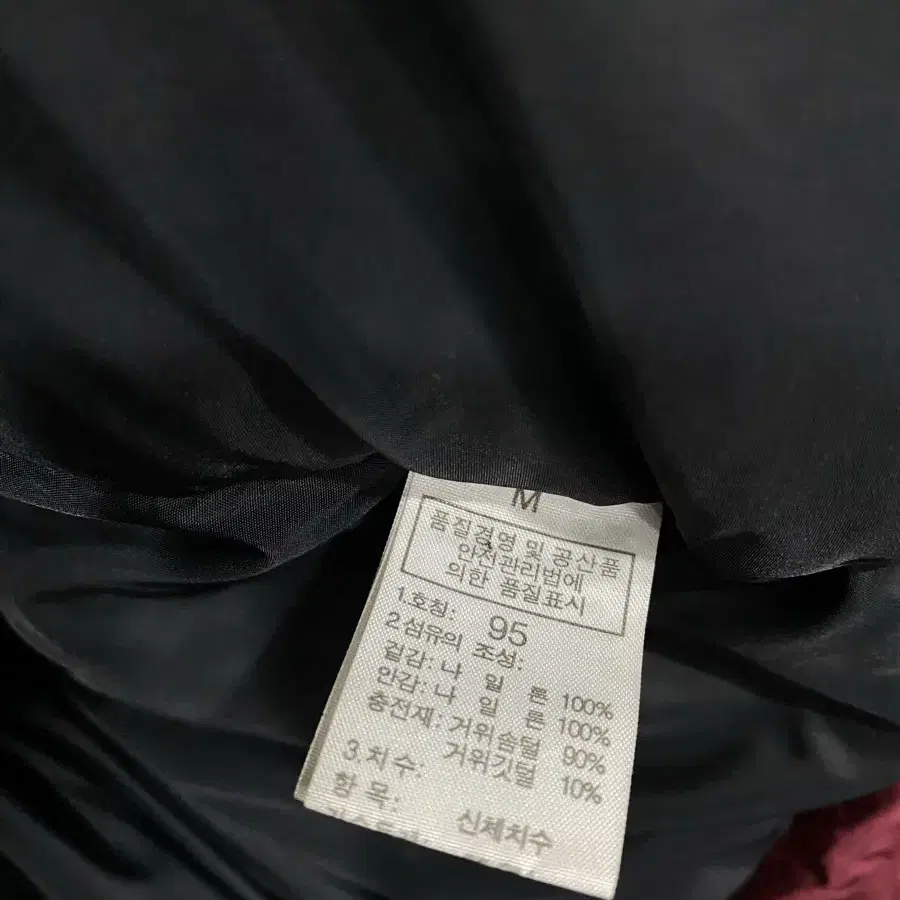 M
품질경영 및 공산품
안전관리법에
의한 품질표시
1.호칭: 95
2.섬유의 조성:
겉감: 나 일 론 100%
안감: 나 일 론 100%
충전재: 거위솜털 90%
거위깃털 10%
3.치수:
항목: 신체치수